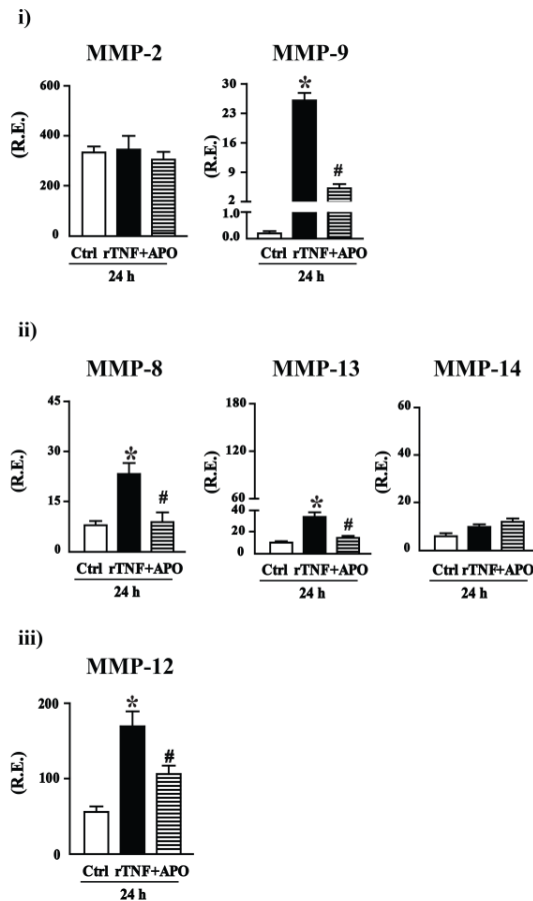 i)
MMP-2
MMP-9
(R.E.)
600
400
200
0
Ctrl rTNF+APO
24 h
(R.E.)
30
23
16
9
2
1.0
0.0
*
#
Ctrl rTNF+APO
24 h
ii)
MMP-8
MMP-13
MMP-14
(R.E.)
45
30
15
0
*
#
Ctrl rTNF+APO
24 h
(R.E.)
180
120
60
40
20
0
*
#
Ctrl rTNF+APO
24 h
(R.E.)
60
40
20
0
Ctrl rTNF+APO
24 h
iii)
MMP-12
(R.E.)
200
100
0
*
#
Ctrl rTNF+APO
24 h